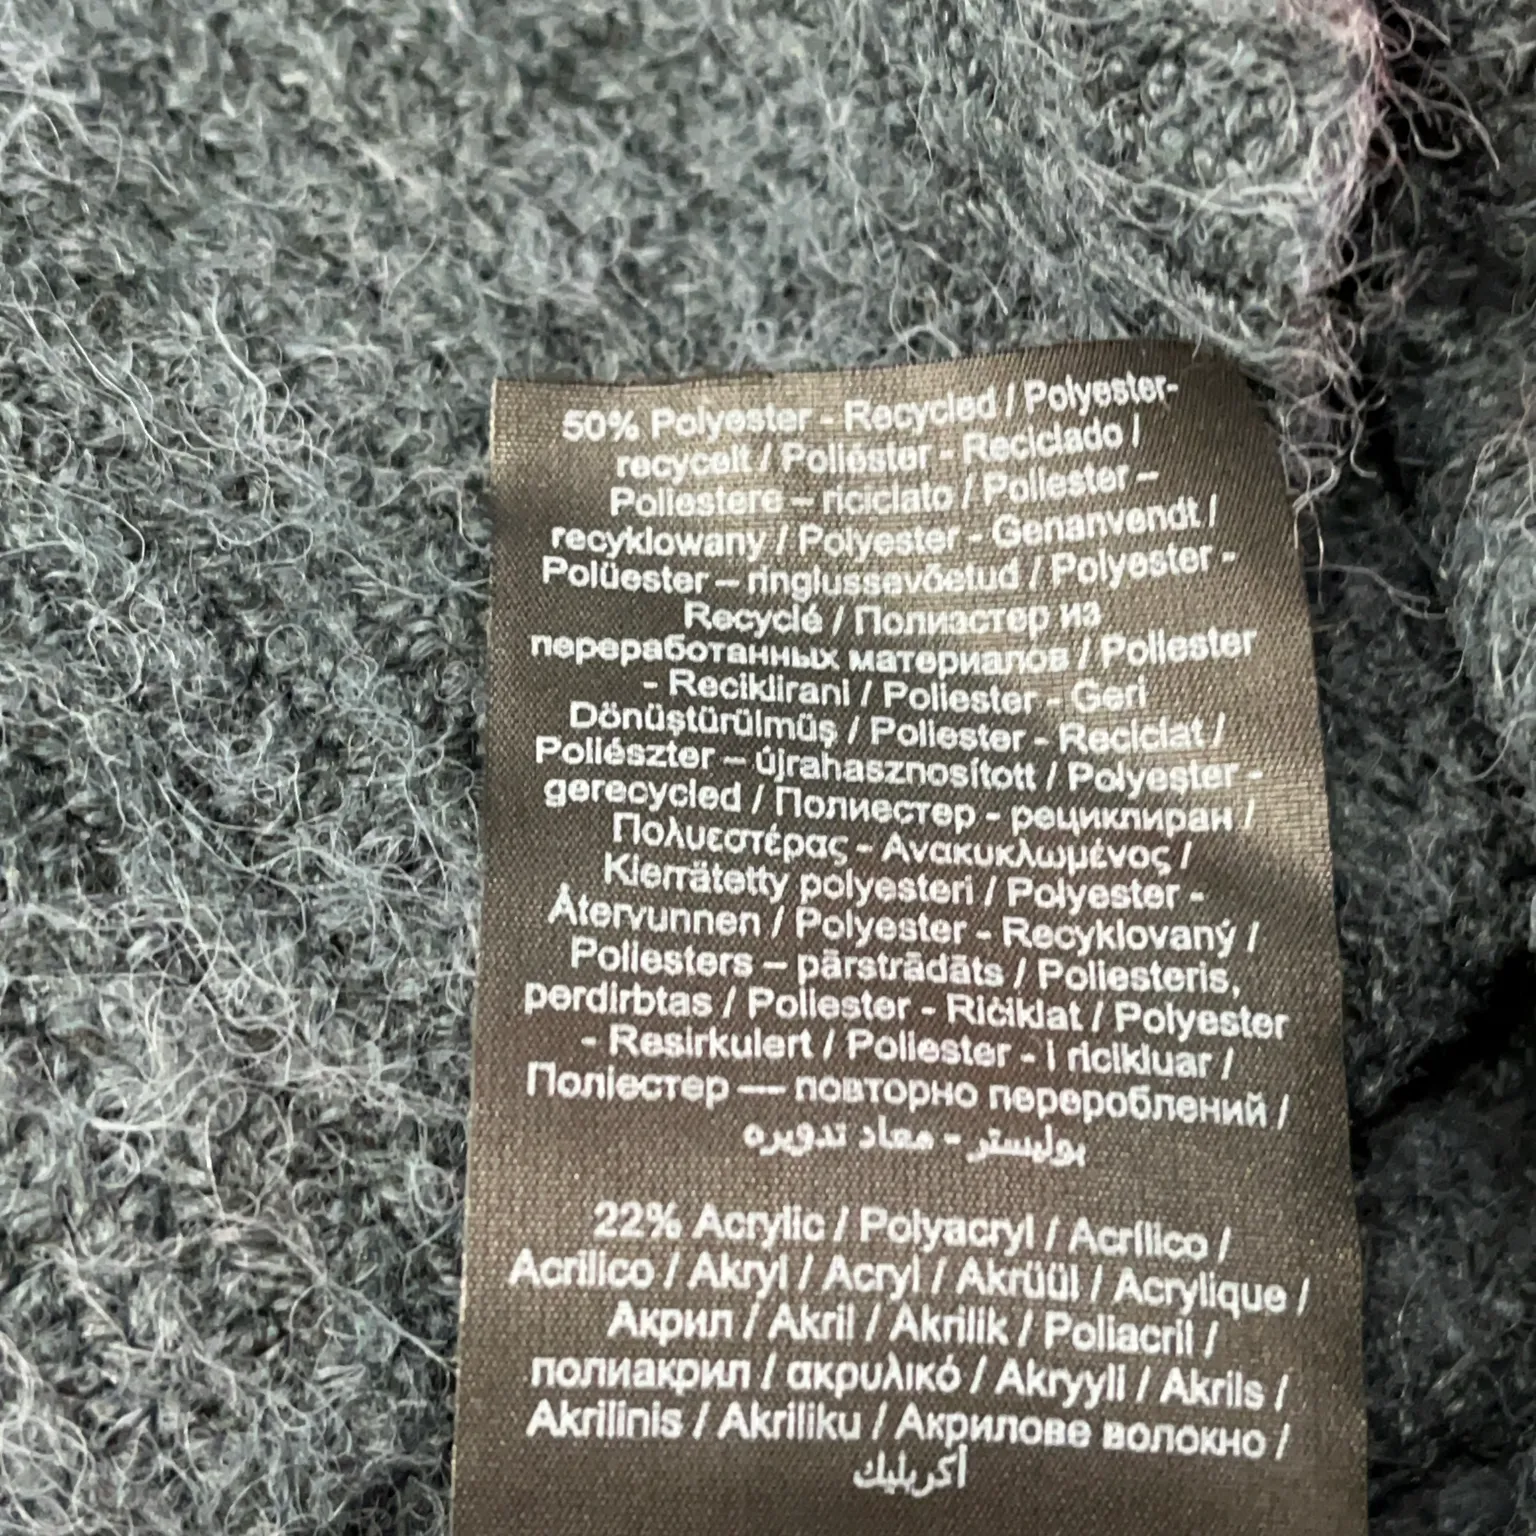 50% Polyester - Recycled / Polyester-
recycelt / Poliéster - Reciclado /
Poliestere – riciclato / Poliester –
recyklowany / Polyester - Genanvendt /
Polüester – ringlussevõetud / Polyester -
Recyclé / Полиэстер из
переработанных материалов / Poliester
- Reciklirani / Poliester - Geri
Dönüştürülmüş / Poliester - Reciclat /
Poliészter – újrahasznosított / Polyester -
gerecycled / Полиестер - рециклиран /
Πολυεστέρας - Ανακυκλωμένος /
Kierrätetty polyesteri / Polyester -
Återvunnen / Polyester - Recyklovaný /
Poliesters – pārstrādāts / Poliesteris,
perdirbtas / Poliester - Riċiklat / Polyester
- Resirkulert / Poliester - I ricikluar /
Поліестер — повторно перероблений /
بوليستر - معاد تدويره
22% Acrylic / Polyacryl / Acrílico /
Acrilico / Akryl / Acryl / Akrüül / Acrylique /
Акрил / Akril / Akrilik / Poliacril /
полиакрил / ακρυλικό / Akryyli / Akrils /
Akrilinis / Akriliku / Акрилове волокно /
أكريليك